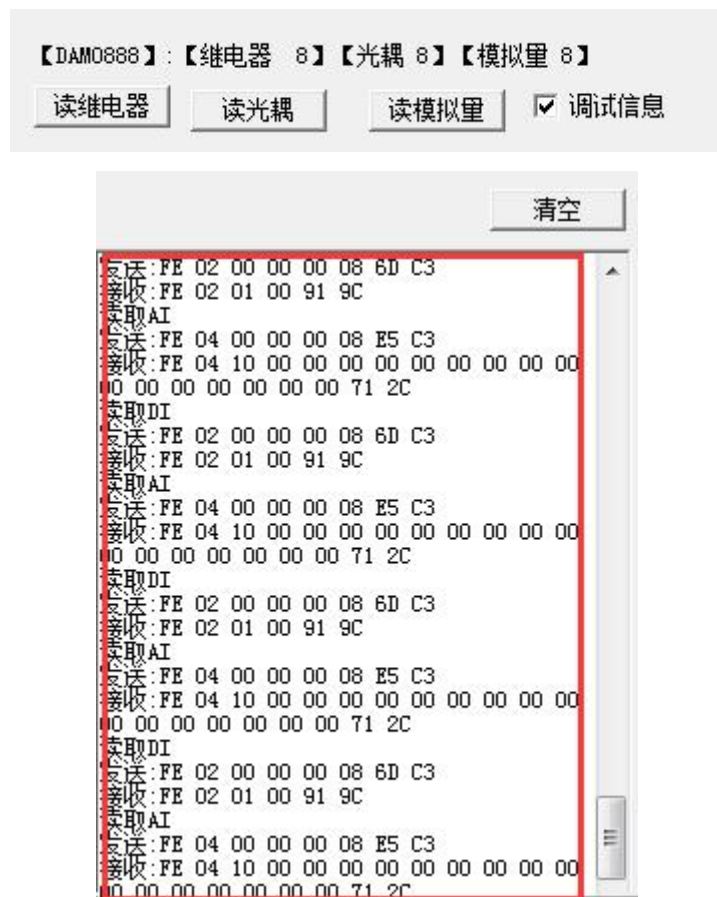 【DAM0888】:【继电器 8】【光耦 8】【模拟量 8】
读继电器 读光耦 读模拟量 调试信息
清空
发送:FE 02 00 00 00 08 6D C3
接收:FE 02 01 00 91 9C
读取AI
发送:FE 04 00 00 00 08 E5 C3
接收:FE 04 10 00 00 00 00 00 00 00 00 00
00 00 00 00 00 00 00 71 2C
读取DI
发送:FE 02 00 00 00 08 6D C3
接收:FE 02 01 00 91 9C
读取AI
发送:FE 04 00 00 00 08 E5 C3
接收:FE 04 10 00 00 00 00 00 00 00 00 00
00 00 00 00 00 00 00 71 2C
读取DI
发送:FE 02 00 00 00 08 6D C3
接收:FE 02 01 00 91 9C
读取AI
发送:FE 04 00 00 00 08 E5 C3
接收:FE 04 10 00 00 00 00 00 00 00 00 00
00 00 00 00 00 00 00 71 2C
读取DI
发送:FE 02 00 00 00 08 6D C3
接收:FE 02 01 00 91 9C
读取AI
发送:FE 04 00 00 00 08 E5 C3
接收:FE 04 10 00 00 00 00 00 00 00 00 00
00 00 00 00 00 00 00 71 2C